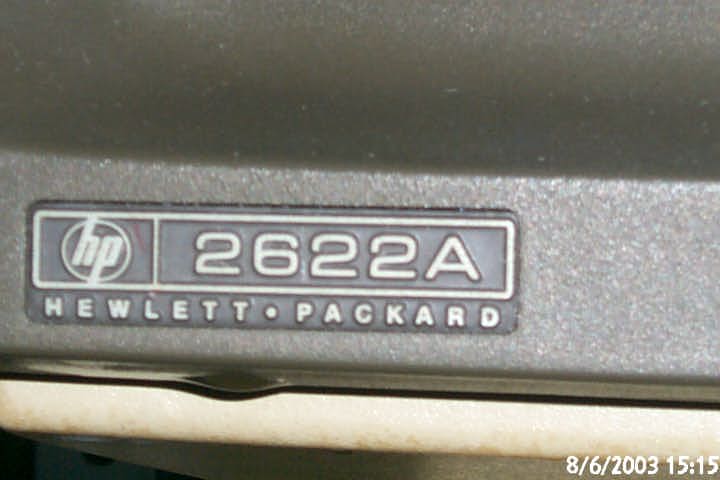 hp 2622A
HEWLETT • PACKARD
8/6/2003 15:15